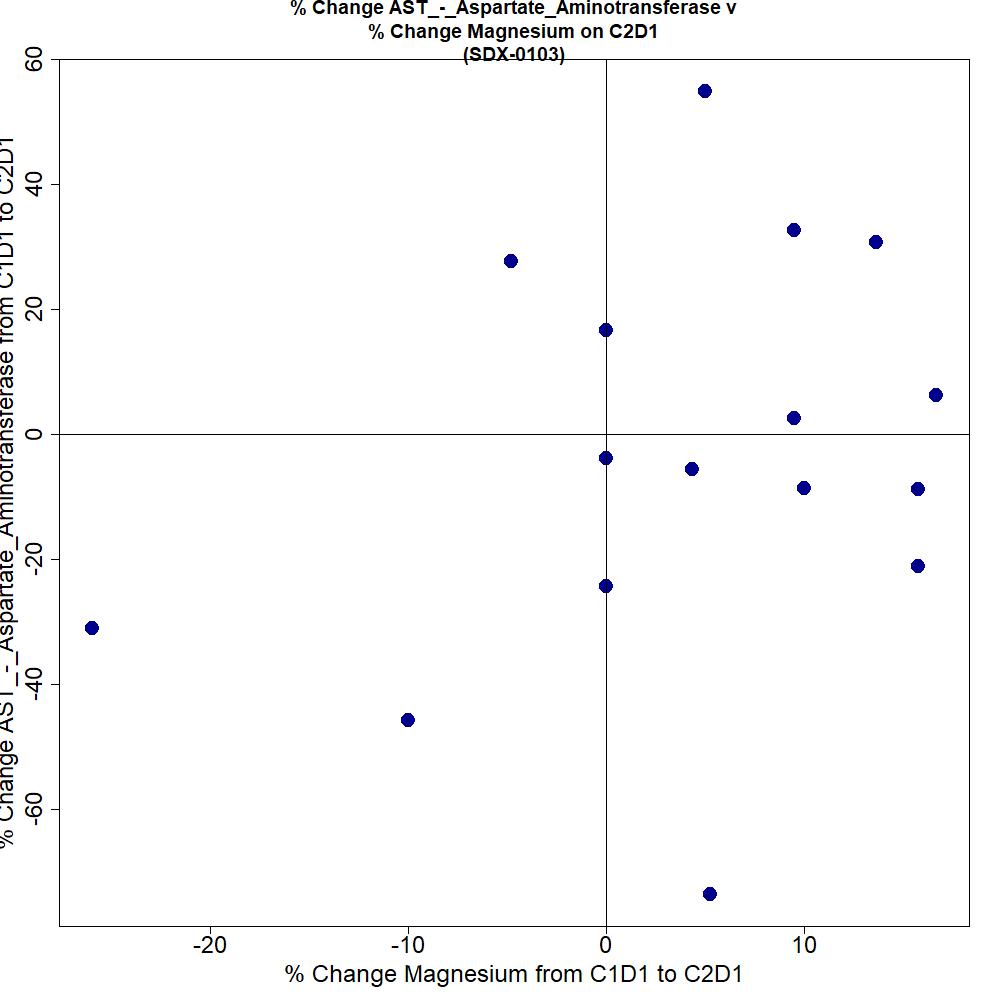 % Change AST_-_Aspartate_Aminotransferase v
% Change Magnesium on C2D1
(SDX-0103)
% Change AST_-_Aspartate_Aminotransferase from C1D1 to C2D1
60
40
20
0
-20
-40
-60
-20
-10
0
10
% Change Magnesium from C1D1 to C2D1